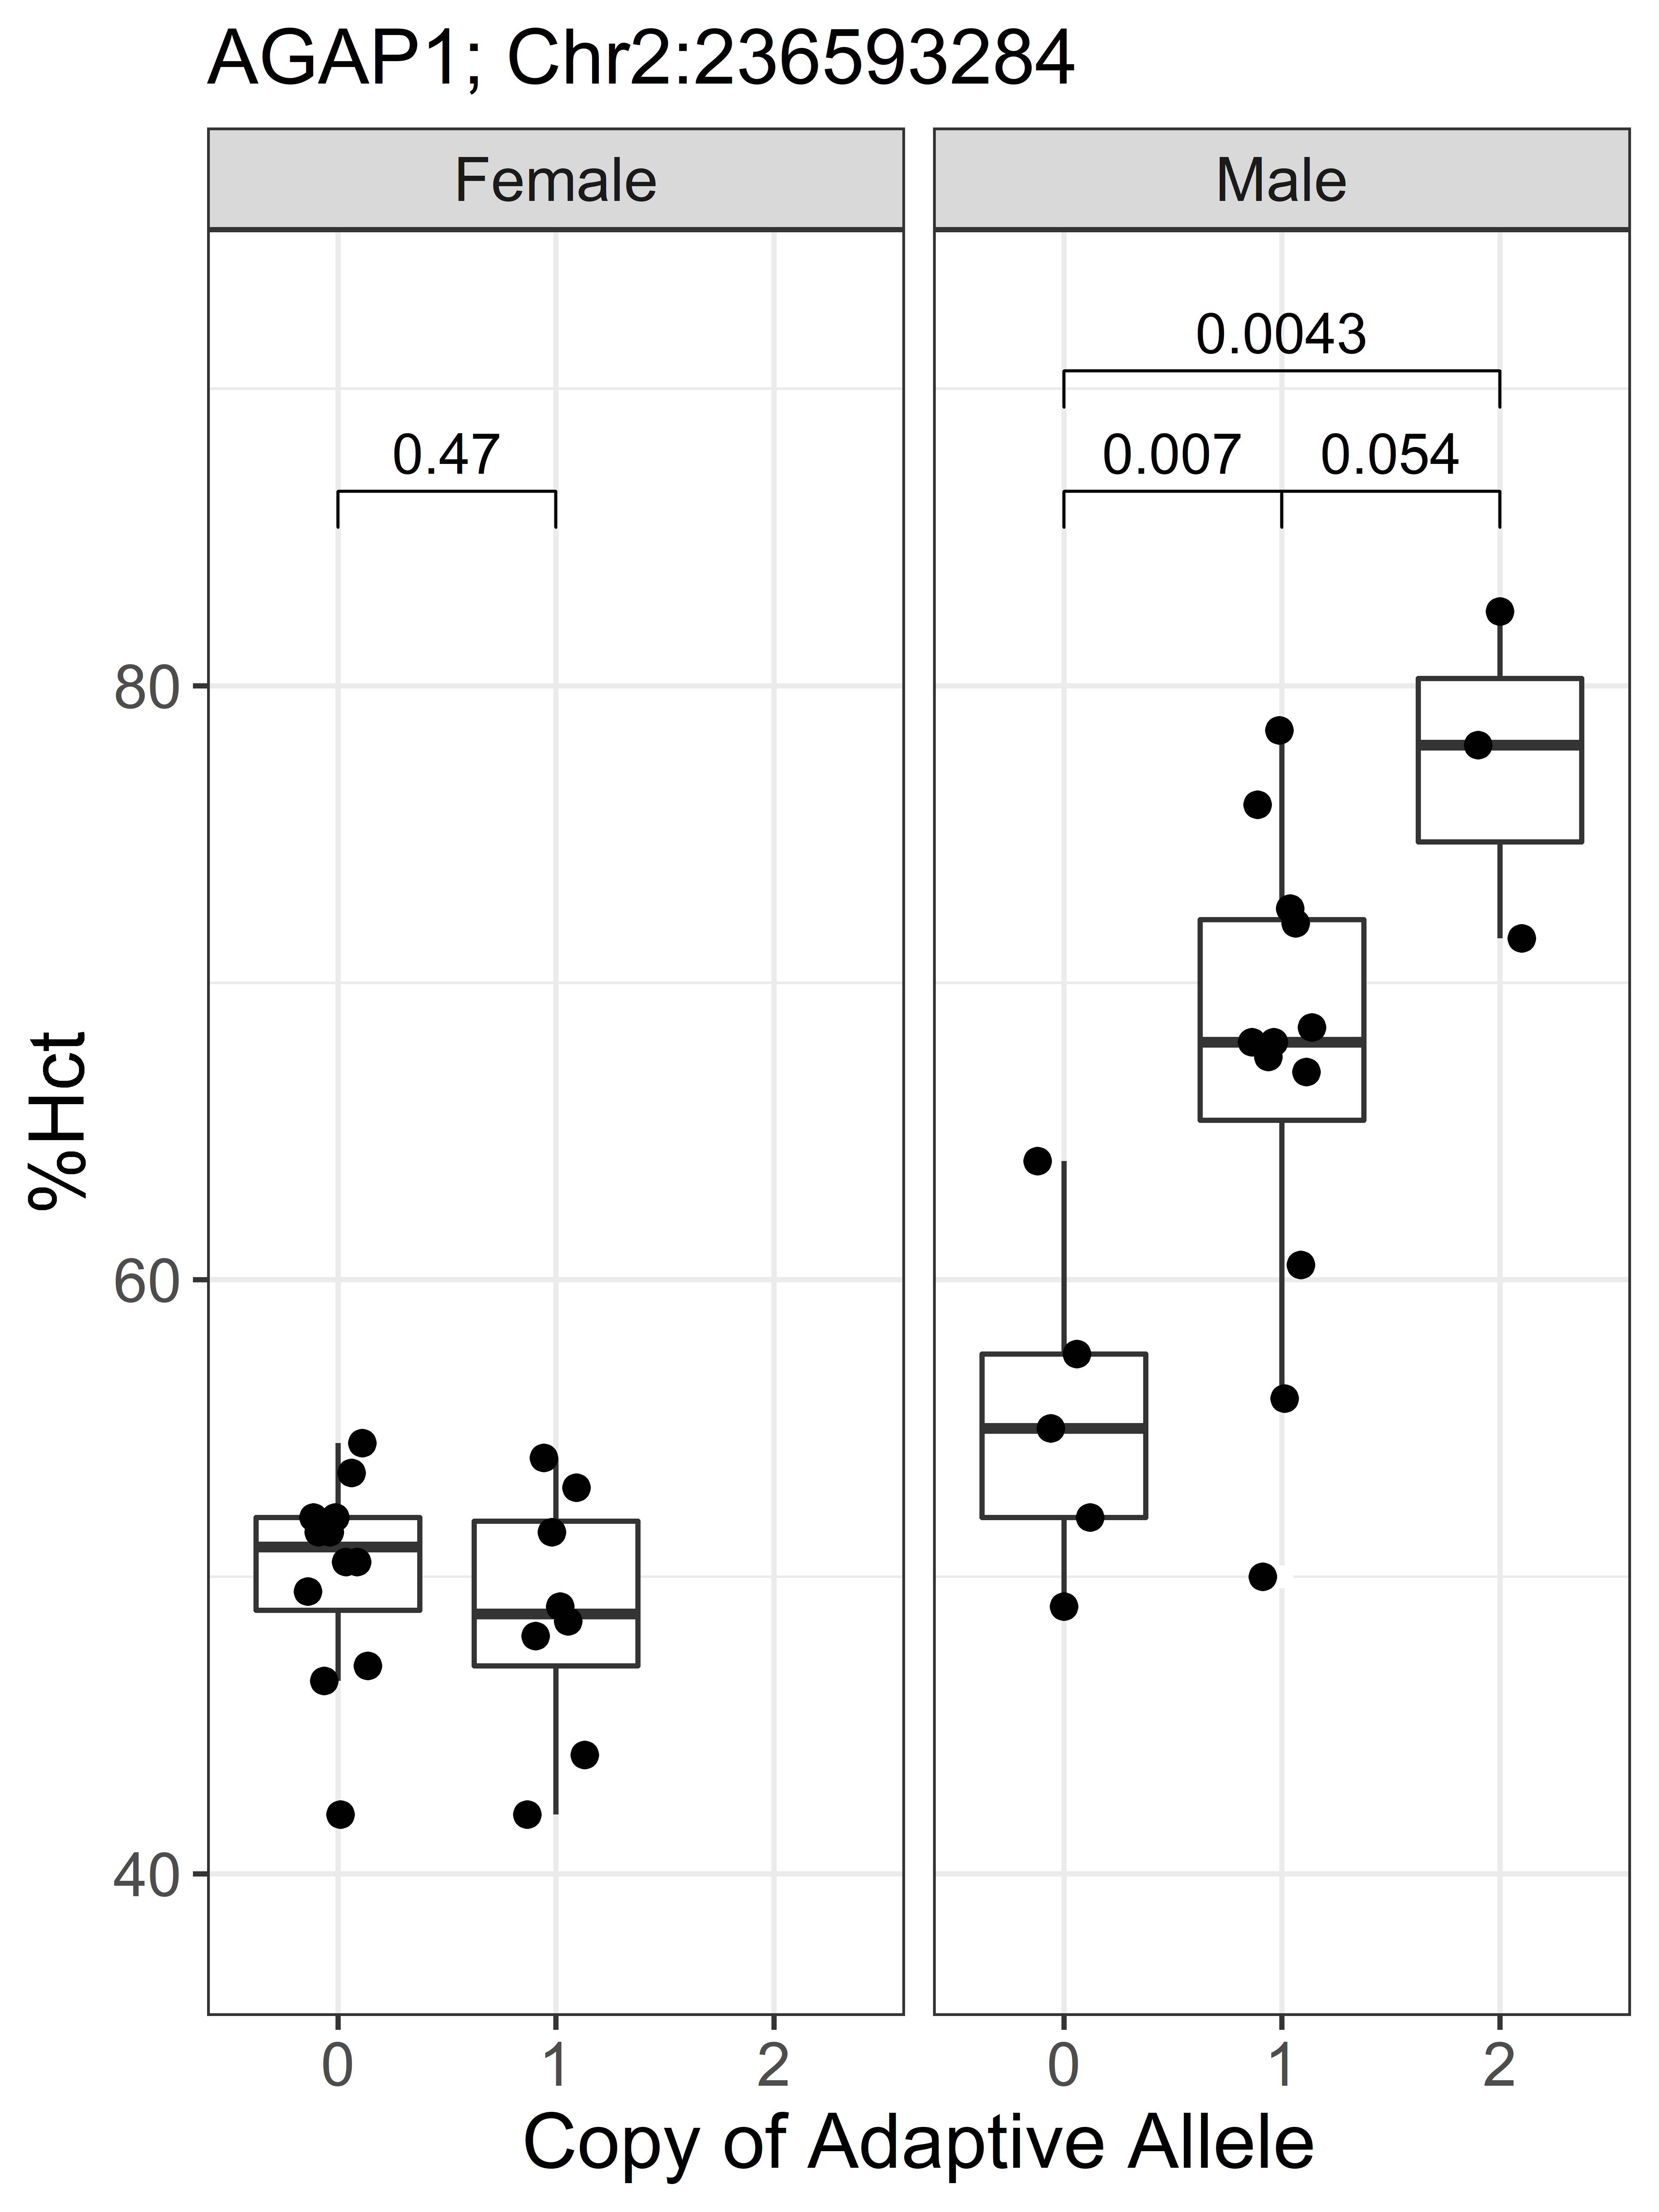 AGAP1; Chr2:236593284
Female
Male
0.0043
0.47
0.007
0.054
80
60
40
%Hct
0
1
2
0
1
2
Copy of Adaptive Allele